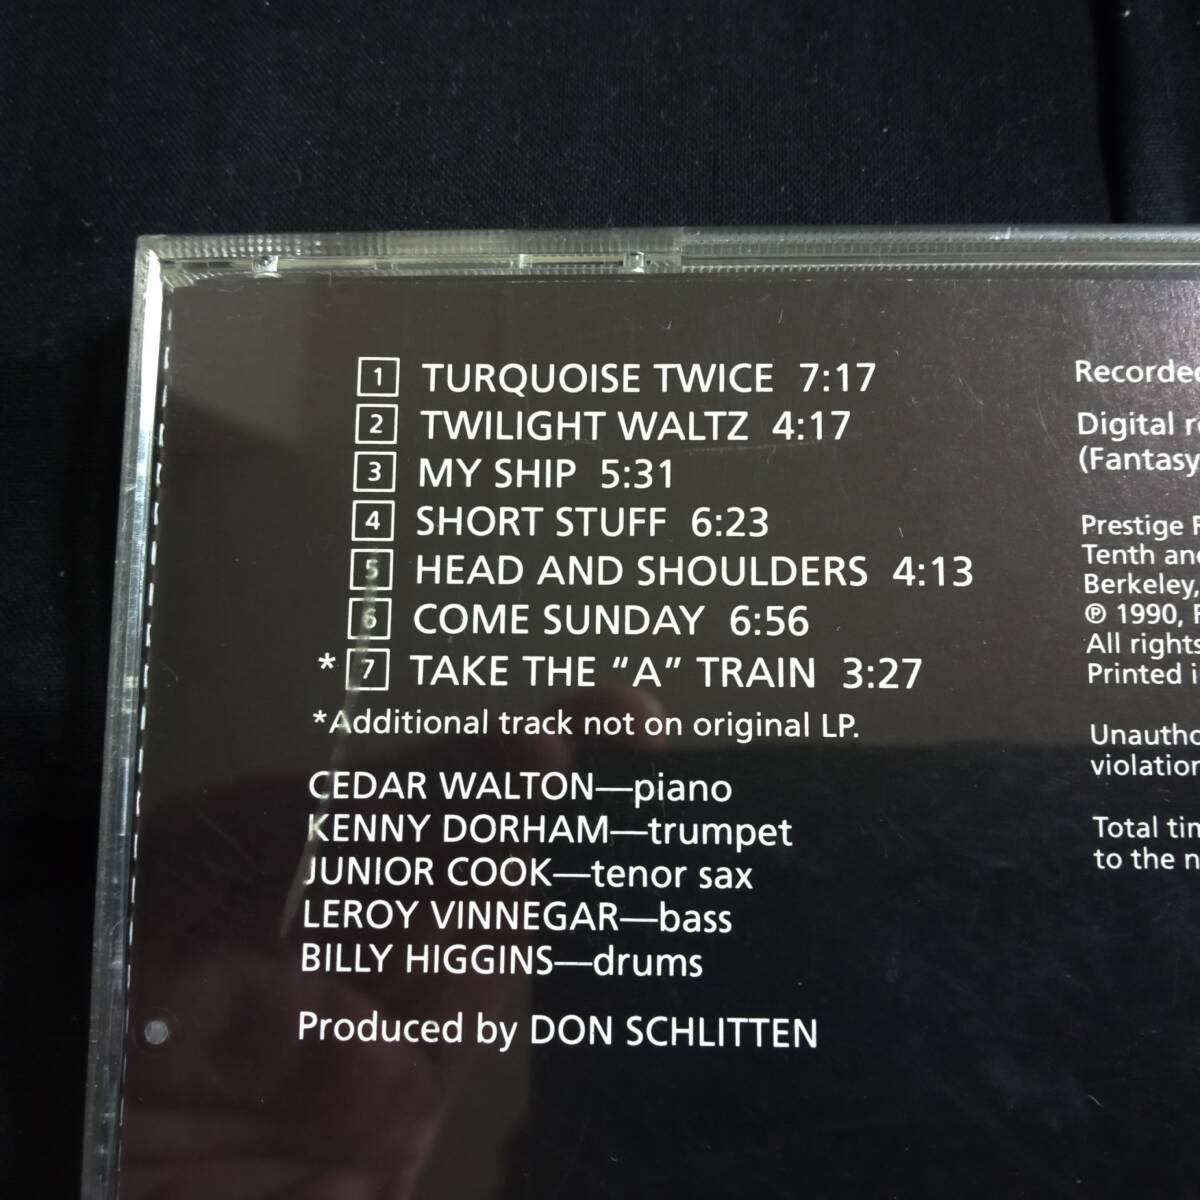 1 TURQUOISE TWICE 7:17
2 TWILIGHT WALTZ 4:17
3 MY SHIP 5:31
4 SHORT STUFF 6:23
5 HEAD AND SHOULDERS 4:13
6 COME SUNDAY 6:56
* 7 TAKE THE “A” TRAIN 3:27
*Additional track not on original LP.
CEDAR WALTON—piano
KENNY DORHAM—trumpet
JUNIOR COOK—tenor sax
LEROY VINNEGAR—bass
BILLY HIGGINS—drums
Produced by DON SCHLITTEN
Recorded
Digital
(Fantasy
Prestige
Tenth and
Berkeley,
℗ 1990,
All rights
Printed
Total
to the